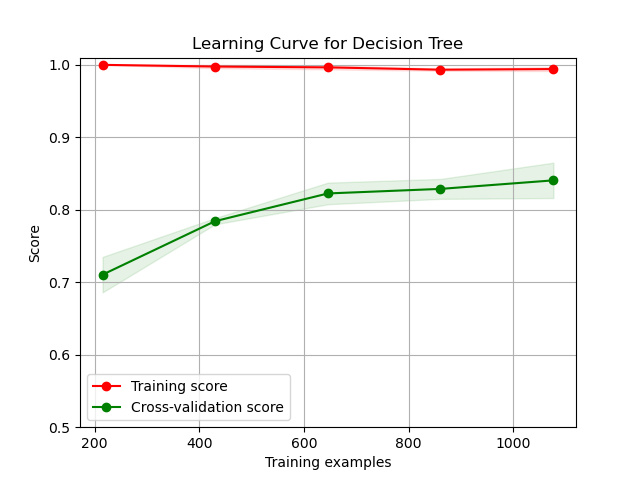 Learning Curve for Decision Tree
1.0
0.9
0.8
0.7
0.6
0.5
Score
Training score
Cross-validation score
200 400 600 800 1000
Training examples